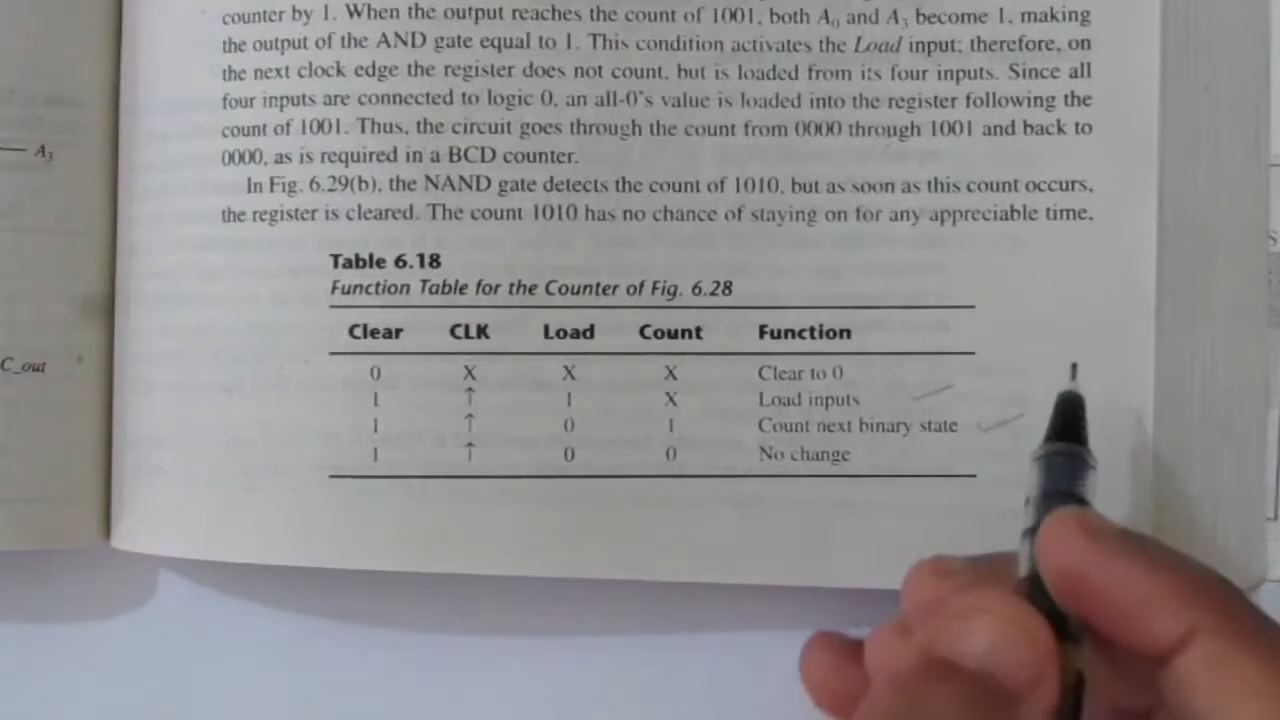 counter by 1. When the output reaches the count of 1001, both A₀ and A₃ become 1, making
the output of the AND gate equal to 1. This condition activates the Load input; therefore, on
the next clock edge the register does not count, but is loaded from its four inputs. Since all
four inputs are connected to logic 0, an all-0's value is loaded into the register following the
count of 1001. Thus, the circuit goes through the count from 0000 through 1001 and back to
0000, as is required in a BCD counter.
In Fig. 6.29(b), the NAND gate detects the count of 1010, but as soon as this count occurs,
the register is cleared. The count 1010 has no chance of staying on for any appreciable time,
A₃
C_out
Table 6.18
Function Table for the Counter of Fig. 6.28
Clear CLK Load Count Function
0 X X X Clear to 0
1 ↑ 1 X Load inputs
1 ↑ 0 1 Count next binary state
1 ↑ 0 0 No change